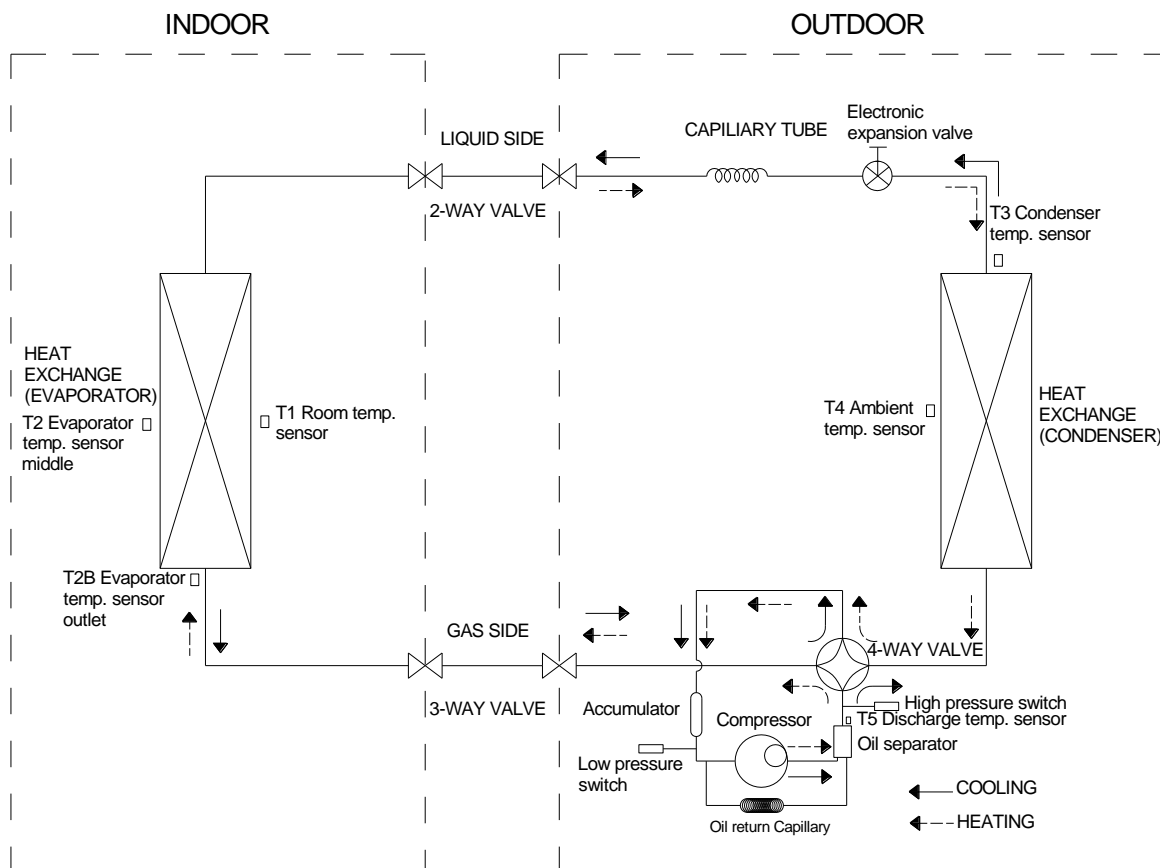 INDOOR
OUTDOOR
LIQUID SIDE
2-WAY VALVE
CAPILIARY TUBE
Electronic
expansion valve
T3 Condenser
temp. sensor
HEAT
EXCHANGE
(EVAPORATOR)
T2 Evaporator
temp. sensor
middle
T1 Room temp.
sensor
T4 Ambient
temp. sensor
HEAT
EXCHANGE
(CONDENSER)
T2B Evaporator
temp. sensor
outlet
GAS SIDE
3-WAY VALVE
4-WAY VALVE
Accumulator
Compressor
High pressure switch
T5 Discharge temp. sensor
Oil separator
Low pressure
switch
Oil return Capillary
COOLING
HEATING